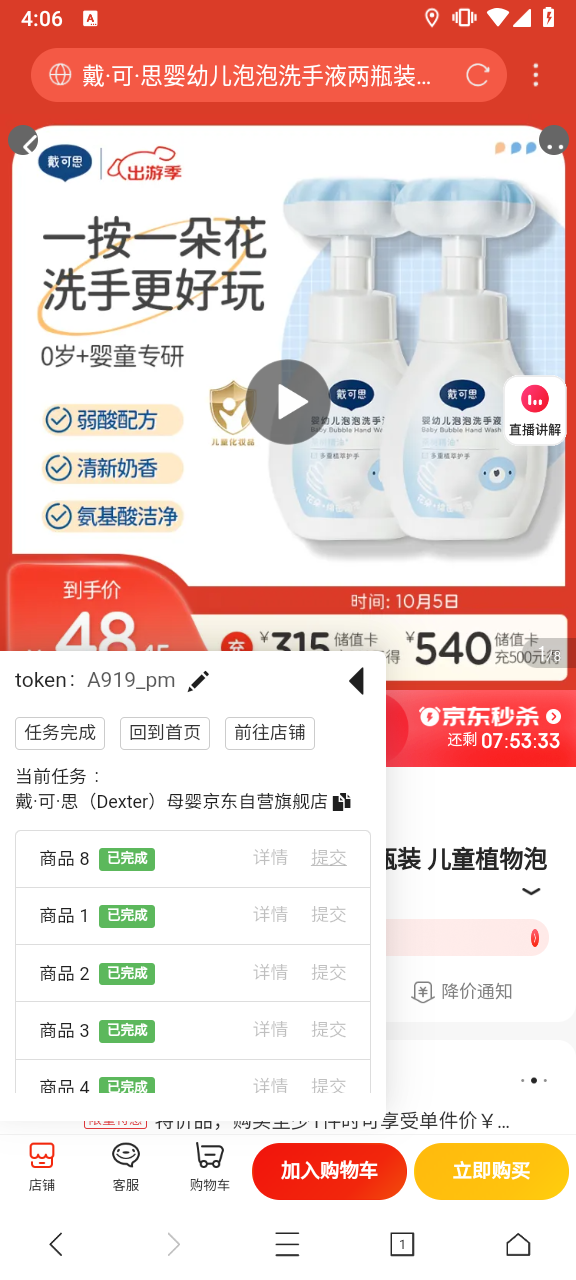 4:06
A
戴·可·思婴幼儿泡泡洗手液两瓶装...
戴可思
出游季
一按一朵花
洗手更好玩
0岁+婴童专研
弱酸配方
清新奶香
氨基酸洁净
儿童化妆品
戴可思
婴幼儿泡泡洗手液
Baby Bubble Hand Wa
戴可思
婴幼儿泡泡洗手液
Baby Bubble Hand Wash
直播讲解
到手价
时间: 10月5日
48
充
¥315 储值卡
¥540 储值卡
充500元得
token: A919_pm
任务完成
回到首页
前往店铺
当前任务：
戴·可·思（Dexter）母婴京东自营旗舰店
商品 8 已完成 详情 提交
商品 1 已完成 详情 提交
商品 2 已完成 详情 提交
商品 3 已完成 详情 提交
商品 4 已完成 详情 提交
京东秒杀
还剩 07:53:33
瓶装 儿童植物泡
降价通知
特价品，购买至少1件时可享受单件价￥...
店铺
客服
购物车
加入购物车
立即购买
1